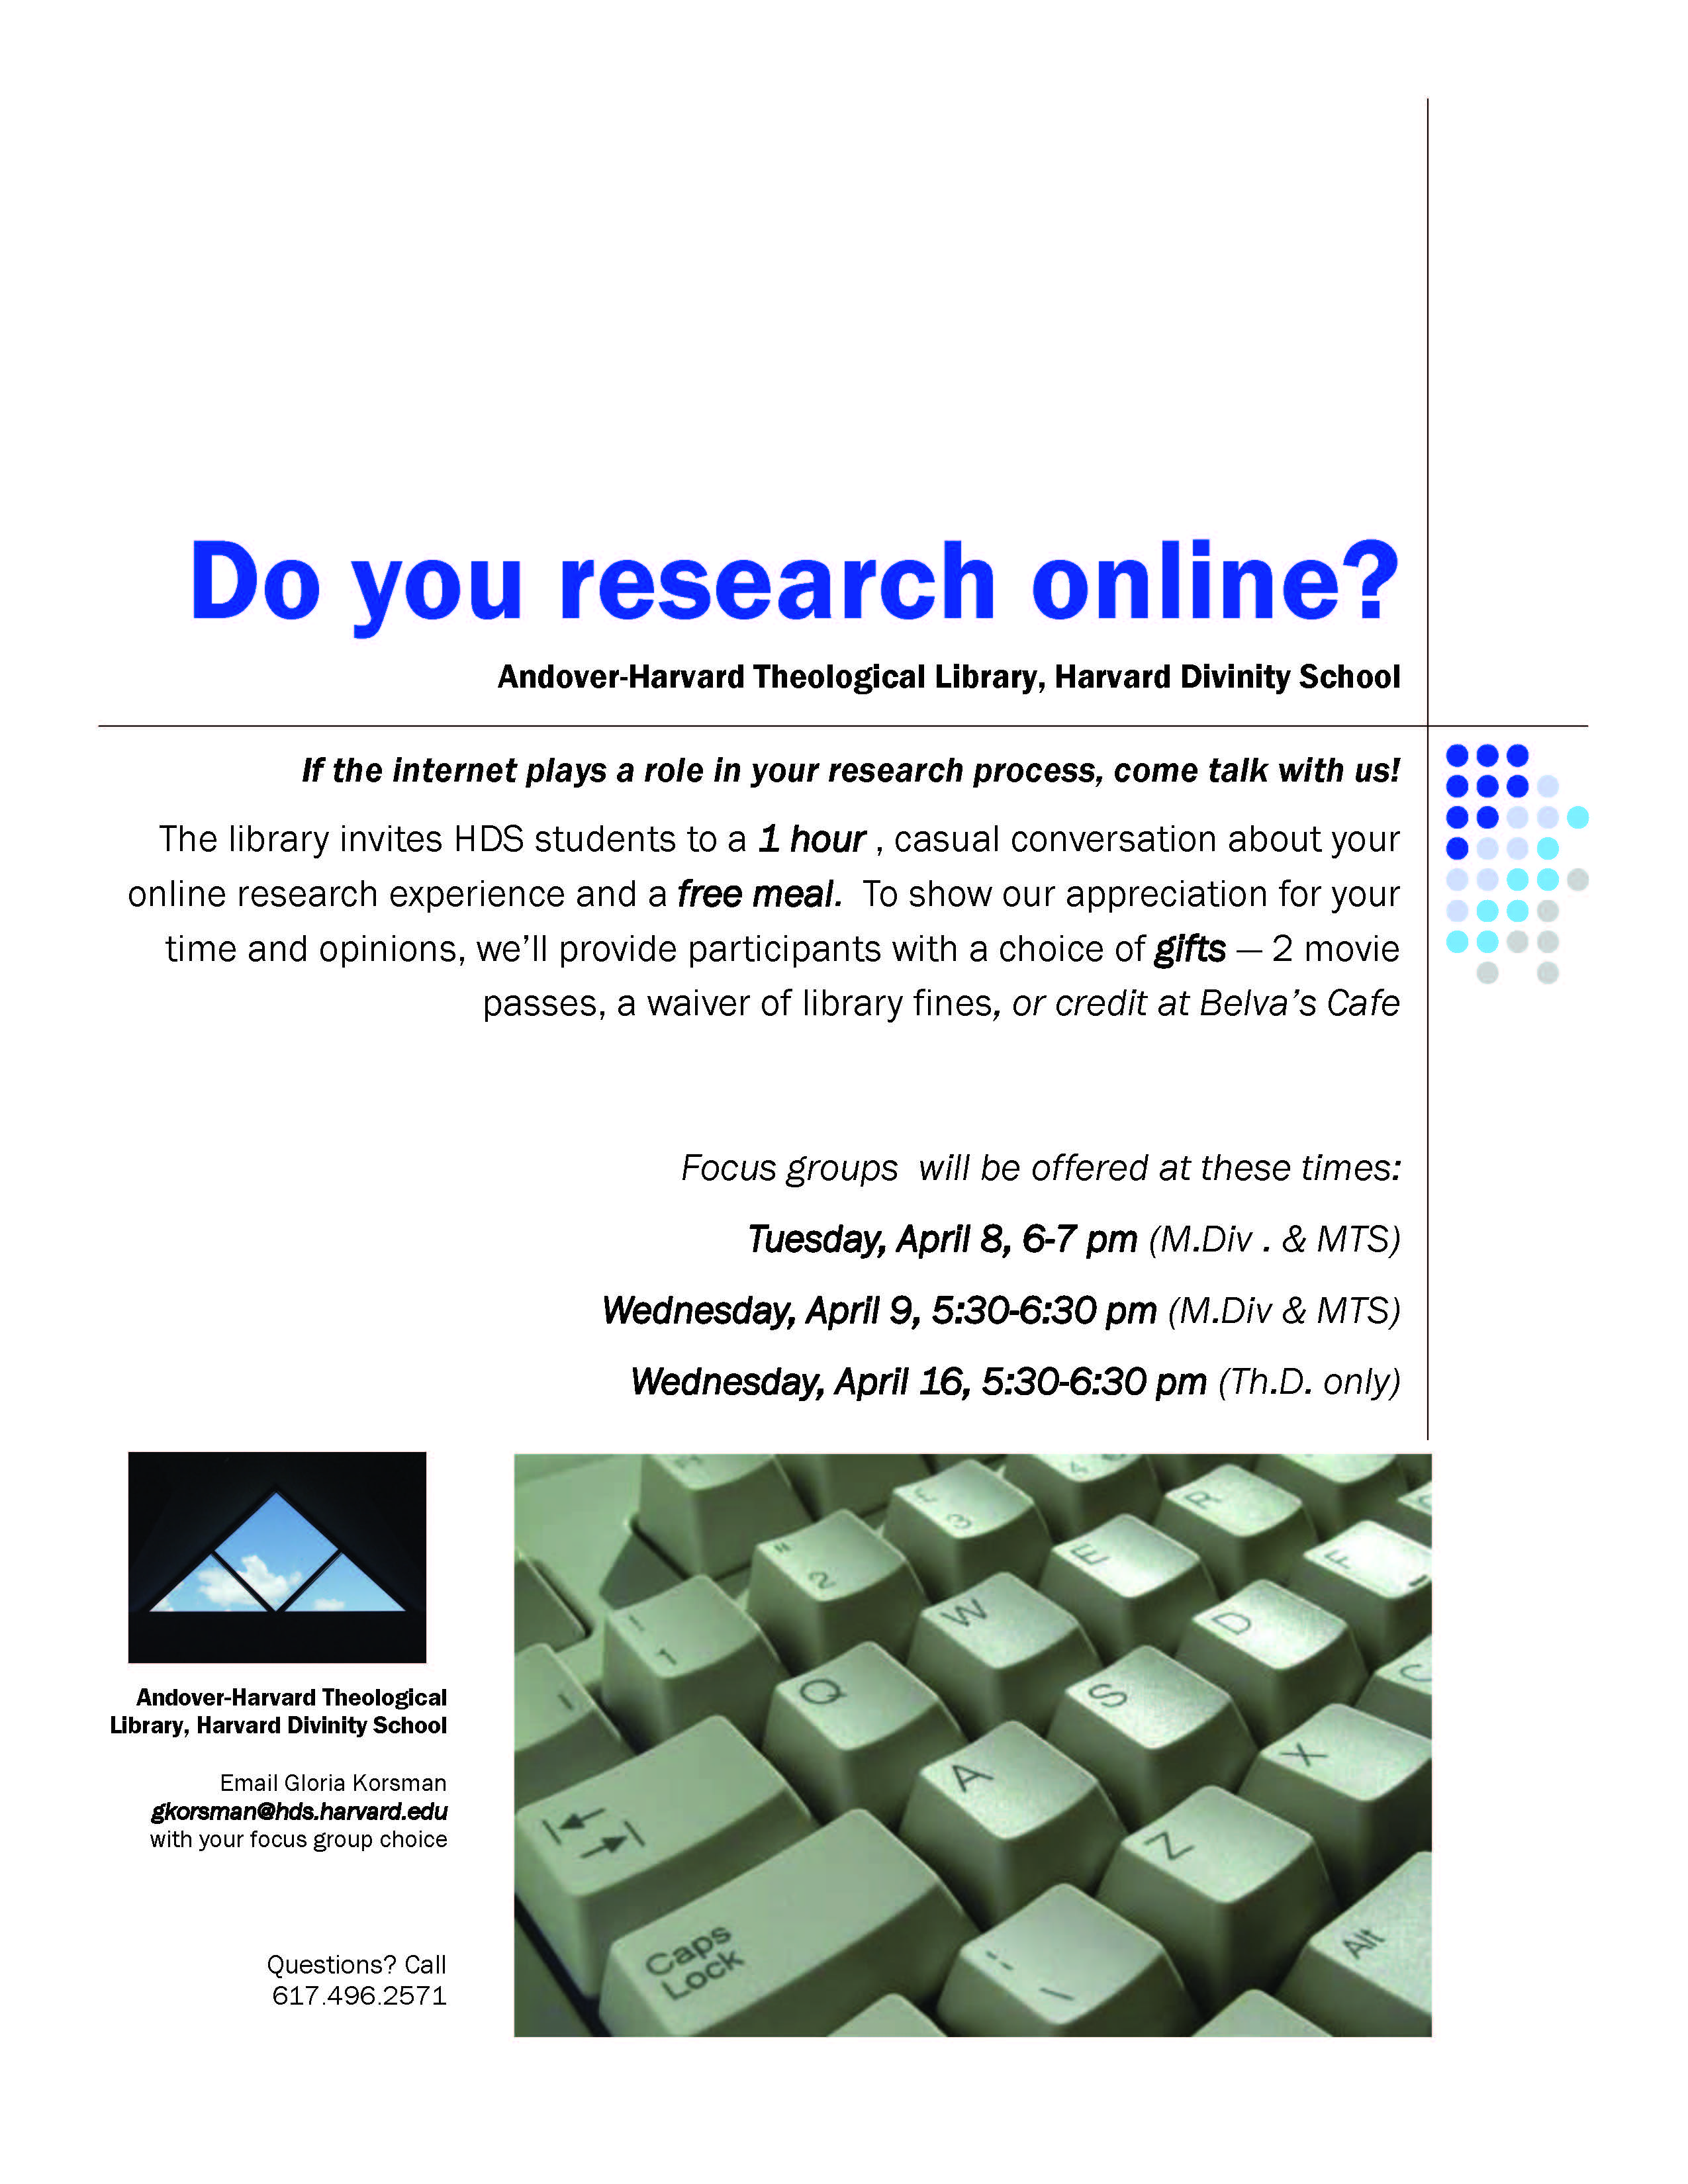 Do you research online?
Andover-Harvard Theological Library, Harvard Divinity School
If the internet plays a role in your research process, come talk with us!
The library invites HDS students to a 1 hour , casual conversation about your
online research experience and a free meal.  To show our appreciation for your
time and opinions, we’ll provide participants with a choice of gifts — 2 movie
passes, a waiver of library fines, or credit at Belva’s Cafe
Focus groups  will be offered at these times:
Tuesday, April 8, 6-7 pm (M.Div . & MTS)
Wednesday, April 9, 5:30-6:30 pm (M.Div & MTS)
Wednesday, April 16, 5:30-6:30 pm (Th.D. only)
Andover-Harvard Theological
Library, Harvard Divinity School
Email Gloria Korsman
gkorsman@hds.harvard.edu
with your focus group choice
Questions? Call
617.496.2571
3
R
" 2
E
F
1
W
D
Q
S
A
X
Z
Caps
Lock
Alt